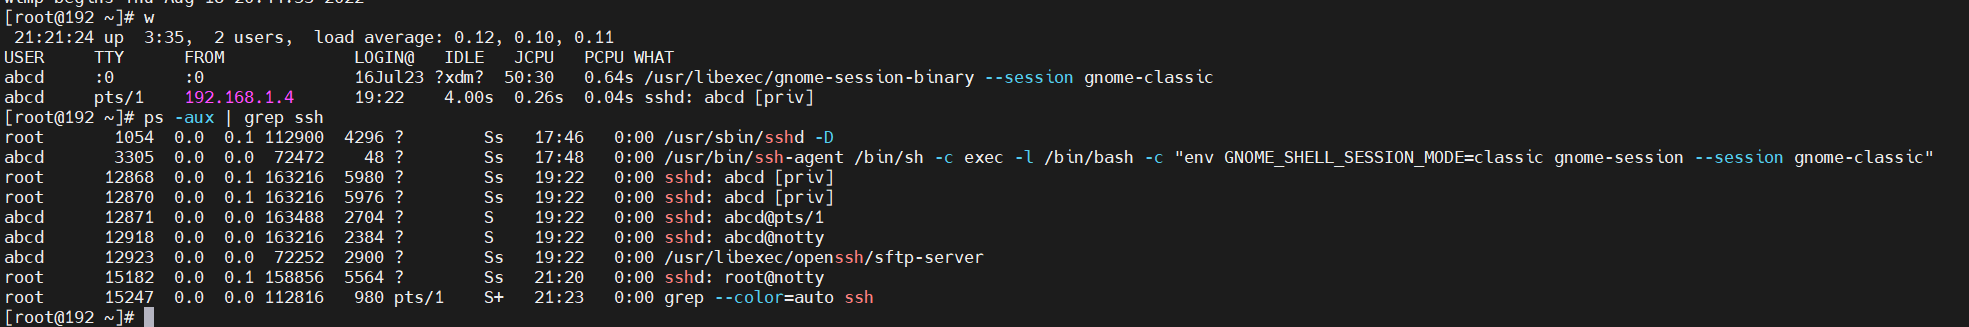 wtmp begins Thu Aug 18 20:44:53 2022
[root@192 ~]# w
 21:21:24 up  3:35,  2 users,  load average: 0.12, 0.10, 0.11
USER     TTY      FROM             LOGIN@   IDLE   JCPU   PCPU WHAT
abcd     :0       :0               16Jul23 ?xdm?  50:30   0.64s /usr/libexec/gnome-session-binary --session gnome-classic
abcd     pts/1    192.168.1.4      19:22    4.00s  0.26s  0.04s sshd: abcd [priv]
[root@192 ~]# ps -aux | grep ssh
root       1054  0.0  0.1 112900  4296 ?        Ss   17:46   0:00 /usr/sbin/sshd -D
abcd       3305  0.0  0.0  72472    48 ?        Ss   17:48   0:00 /usr/bin/ssh-agent /bin/sh -c exec -l /bin/bash -c "env GNOME_SHELL_SESSION_MODE=classic gnome-session --session gnome-classic"
root      12868  0.0  0.1 163216  5980 ?        Ss   19:22   0:00 sshd: abcd [priv]
root      12870  0.0  0.1 163216  5976 ?        Ss   19:22   0:00 sshd: abcd [priv]
abcd      12871  0.0  0.0 163488  2704 ?        S    19:22   0:00 sshd: abcd@pts/1
abcd      12918  0.0  0.0 163216  2384 ?        S    19:22   0:00 sshd: abcd@notty
abcd      12923  0.0  0.0  72252  2900 ?        Ss   19:22   0:00 /usr/libexec/openssh/sftp-server
root      15182  0.0  0.1 158856  5564 ?        Ss   21:20   0:00 sshd: root@notty
root      15247  0.0  0.0 112816   980 pts/1    S+   21:23   0:00 grep --color=auto ssh
[root@192 ~]#